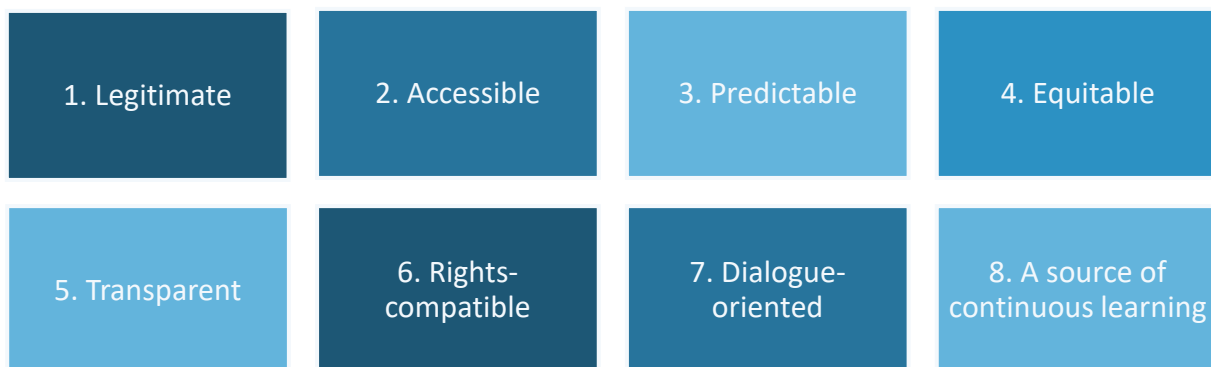 1. Legitimate
2. Accessible
3. Predictable
4. Equitable
5. Transparent
6. Rights-
compatible
7. Dialogue-
oriented
8. A source of
continuous learning